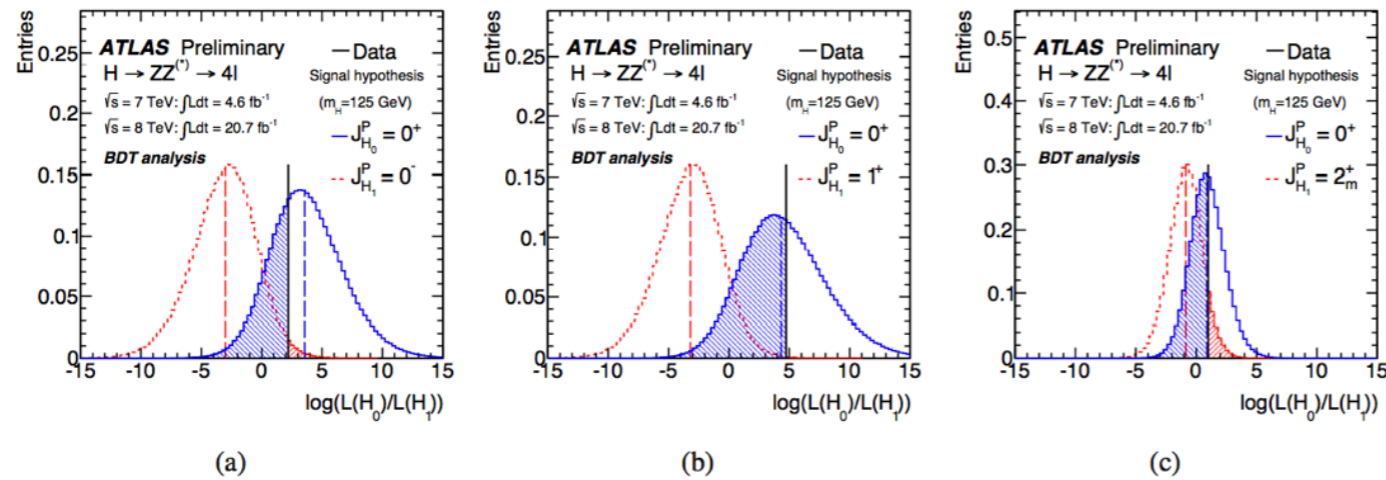 Entries
0.25
0.2
0.15
0.1
0.05
0
ATLAS Preliminary
H → ZZ(*) → 4l
√s = 7 TeV: ∫Ldt = 4.6 fb-1
√s = 8 TeV: ∫Ldt = 20.7 fb-1
BDT analysis
Data
Signal hypothesis
(mH=125 GeV)
JPH0 = 0+
JPH1 = 0-
-15 -10 -5 0 5 10 15
log(L(H0)/L(H1))
(a)
Entries
0.25
0.2
0.15
0.1
0.05
0
ATLAS Preliminary
H → ZZ(*) → 4l
√s = 7 TeV: ∫Ldt = 4.6 fb-1
√s = 8 TeV: ∫Ldt = 20.7 fb-1
BDT analysis
Data
Signal hypothesis
(mH=125 GeV)
JPH0 = 0+
JPH1 = 1+
-15 -10 -5 0 5 10 15
log(L(H0)/L(H1))
(b)
Entries
0.5
0.4
0.3
0.2
0.1
0
ATLAS Preliminary
H → ZZ(*) → 4l
√s = 7 TeV: ∫Ldt = 4.6 fb-1
√s = 8 TeV: ∫Ldt = 20.7 fb-1
BDT analysis
Data
Signal hypothesis
(mH=125 GeV)
JPH0 = 0+
JPH1 = 2+m
-15 -10 -5 0 5 10 15
log(L(H0)/L(H1))
(c)